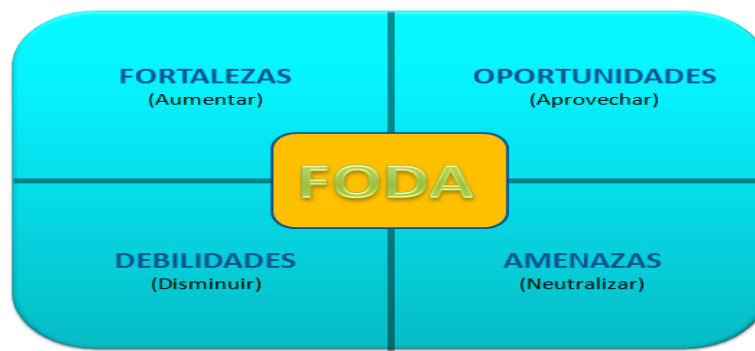 FORTALEZAS
(Aumentar)
OPORTUNIDADES
(Aprovechar)
FODA
DEBILIDADES
(Disminuir)
AMENAZAS
(Neutralizar)